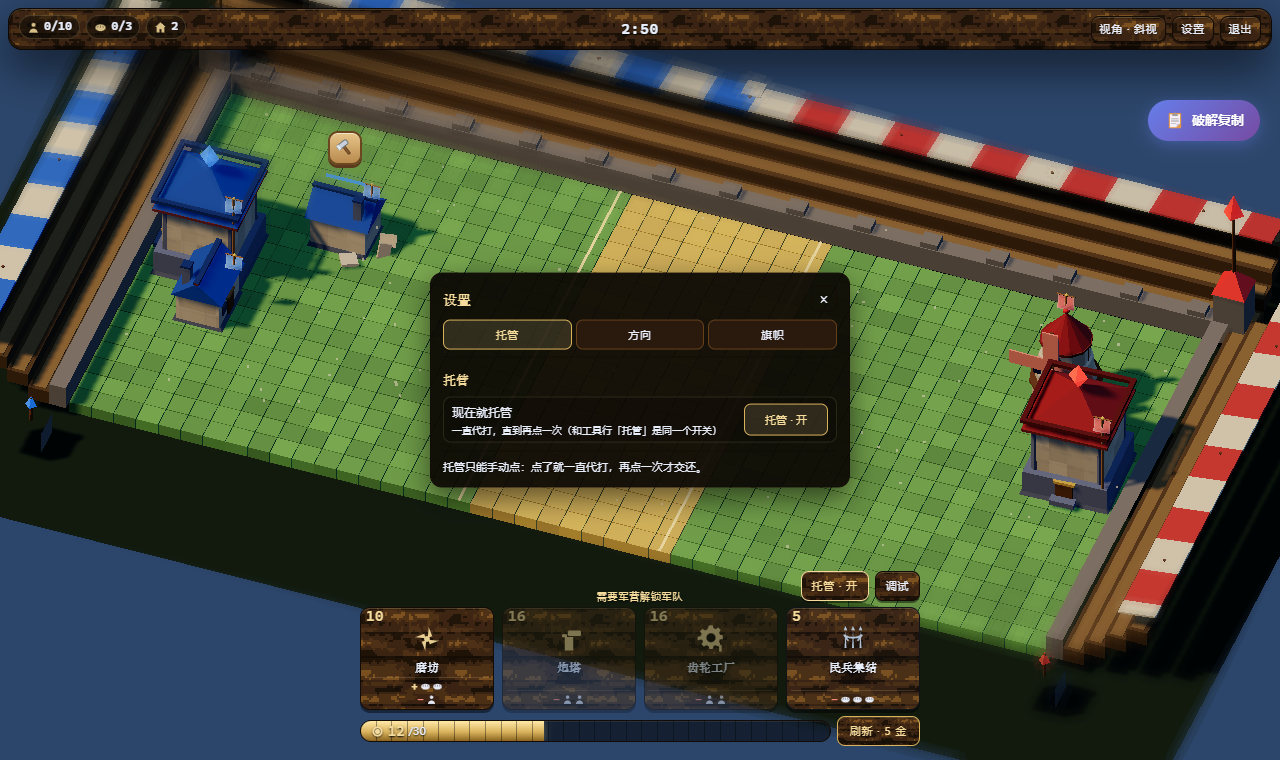 0/10 0/3 2
2:50
视角 · 斜视 设置 退出
破解复制
设置 ×
托管 方向 旗帜
托管
现在就托管
一直代打，直到再点一次（和工具行「托管」是同一个开关）
托管 · 开
托管只能手动点：点了就一直代打，再点一次才交还。
托管 · 开 调试
需要军营解锁军队
10 16 16 5
磨坊 炮塔 齿轮工厂 民兵集结
+
− − − −
12 /30
刷新 · 5 金